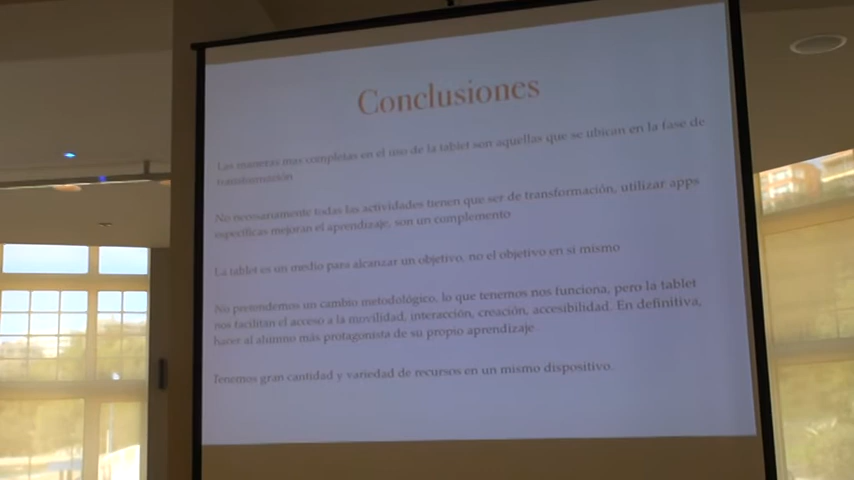 Conclusiones
Las maneras mas completas en el uso de la tablet son aquellas que se ubican en la fase de
transformación
No necesariamente todas las actividades tienen que ser de transformación, utilizar apps
específicas mejoran el aprendizaje, son un complemento
La tablet es un medio para alcanzar un objetivo, no el objetivo en si mismo
No pretendemos un cambio metodológico, lo que tenemos nos funciona, pero la tablet
nos facilitan el acceso a la movilidad, interacción, creación, accesibilidad. En definitiva,
hacer al alumno más protagonista de su propio aprendizaje
Tenemos gran cantidad y variedad de recursos en un mismo dispositivo.